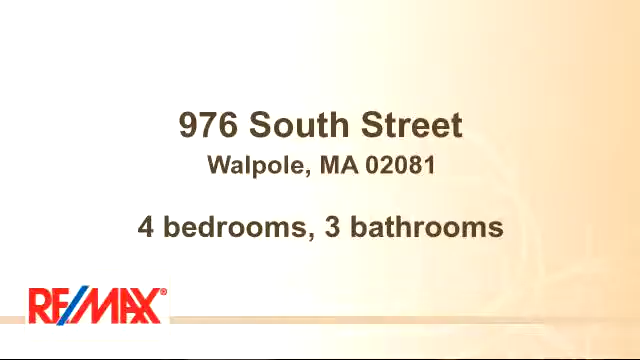 976 South Street
Walpole, MA 02081
4 bedrooms, 3 bathrooms
RE/MAX®